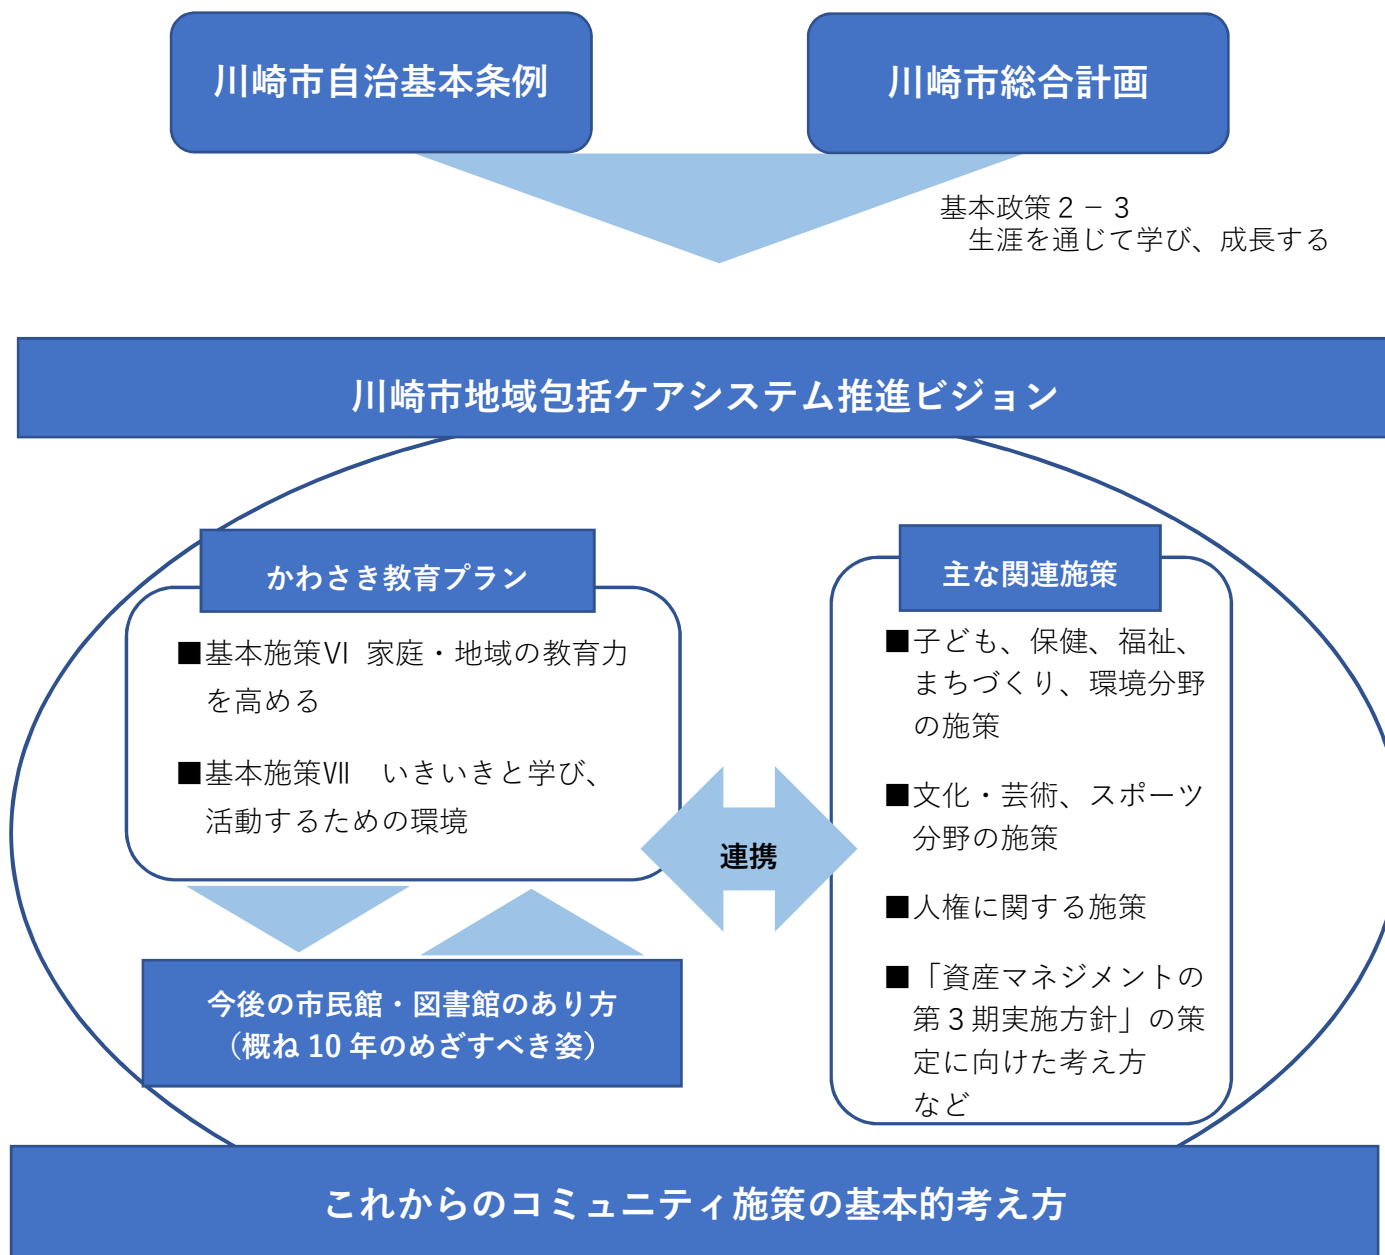 川崎市自治基本条例
川崎市総合計画
基本政策２－３
生涯を通じて学び、成長する
川崎市地域包括ケアシステム推進ビジョン
かわさき教育プラン
■基本施策Ⅵ 家庭・地域の教育力
を高める
■基本施策Ⅶ　いきいきと学び、
活動するための環境
連携
主な関連施策
■子ども、保健、福祉、
まちづくり、環境分野
の施策
■文化・芸術、スポーツ
分野の施策
■人権に関する施策
■「資産マネジメントの
第３期実施方針」の策
定に向けた考え方
など
今後の市民館・図書館のあり方
（概ね 10 年のめざすべき姿）
これからのコミュニティ施策の基本的考え方